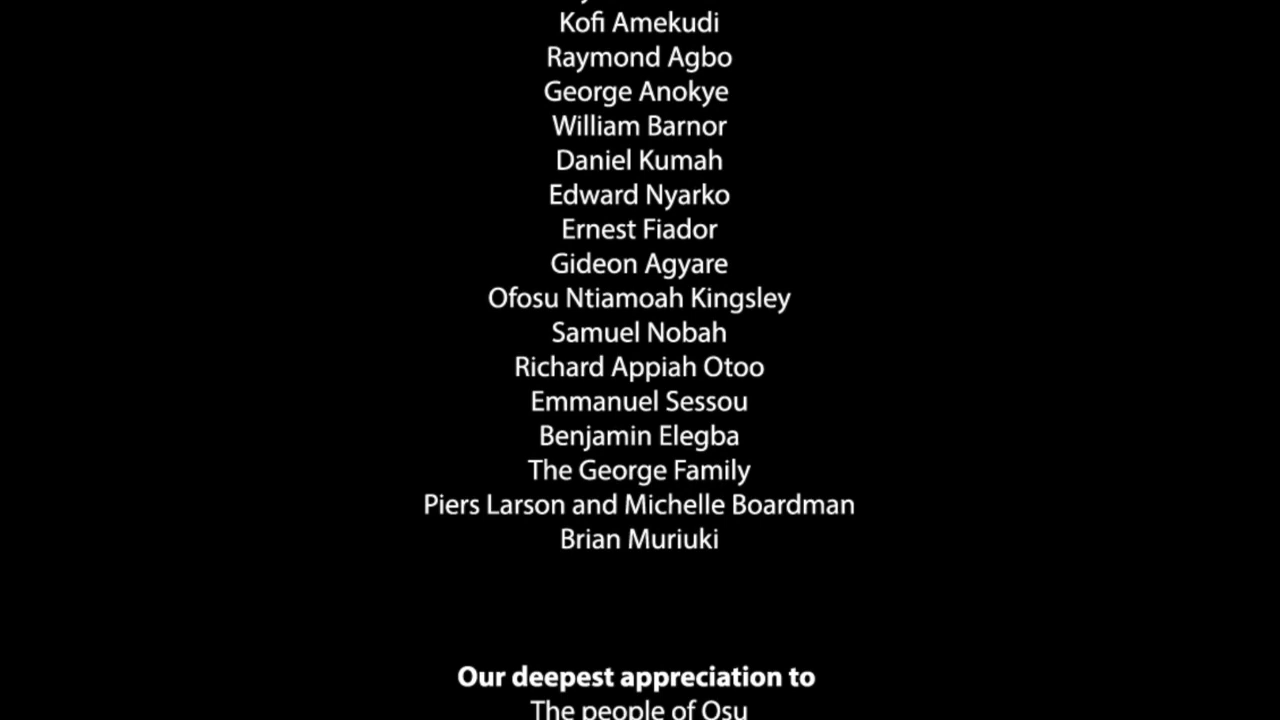 Kofi Amekudi
Raymond Agbo
George Anokye
William Barnor
Daniel Kumah
Edward Nyarko
Ernest Fiador
Gideon Agyare
Ofosu Ntiamoah Kingsley
Samuel Nobah
Richard Appiah Otoo
Emmanuel Sessou
Benjamin Elegba
The George Family
Piers Larson and Michelle Boardman
Brian Muriuki
Our deepest appreciation to
The people of Osu